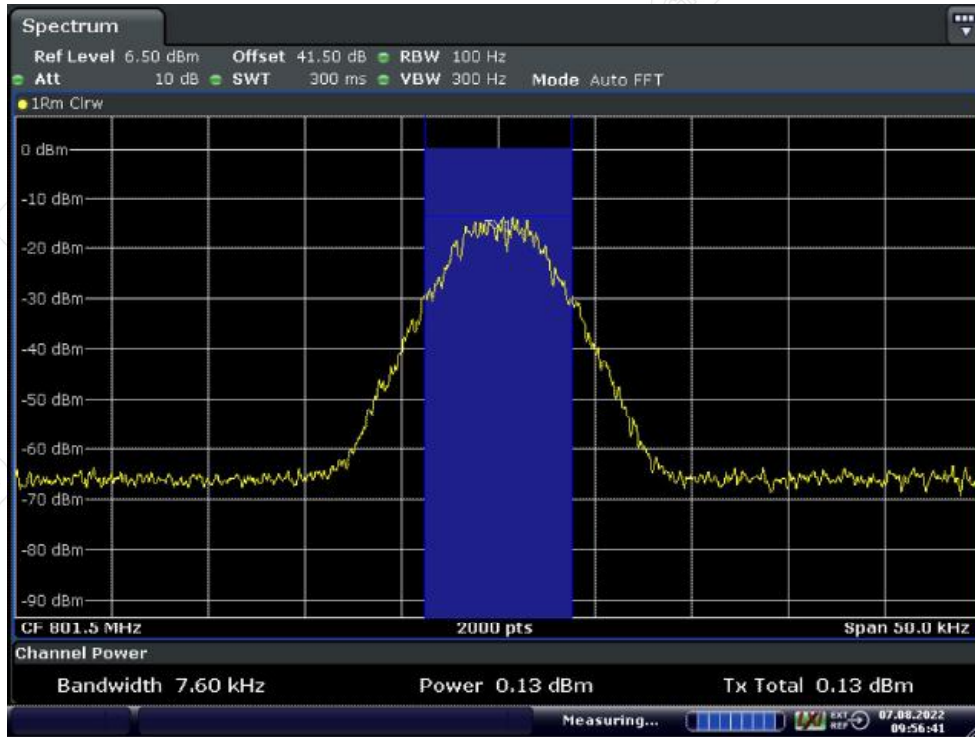 Spectrum
Ref Level 6.50 dBm Offset 41.50 dB RBW 100 Hz
Att 10 dB SWT 300 ms VBW 300 Hz Mode Auto FFT
1Rm Clrw
0 dBm
-10 dBm
-20 dBm
-30 dBm
-40 dBm
-50 dBm
-60 dBm
-70 dBm
-80 dBm
-90 dBm
CF 801.5 MHz 2000 pts Span 50.0 kHz
Channel Power
Bandwidth 7.60 kHz Power 0.13 dBm Tx Total 0.13 dBm
Measuring... LXI EXT REF 07.08.2022
09:56:41